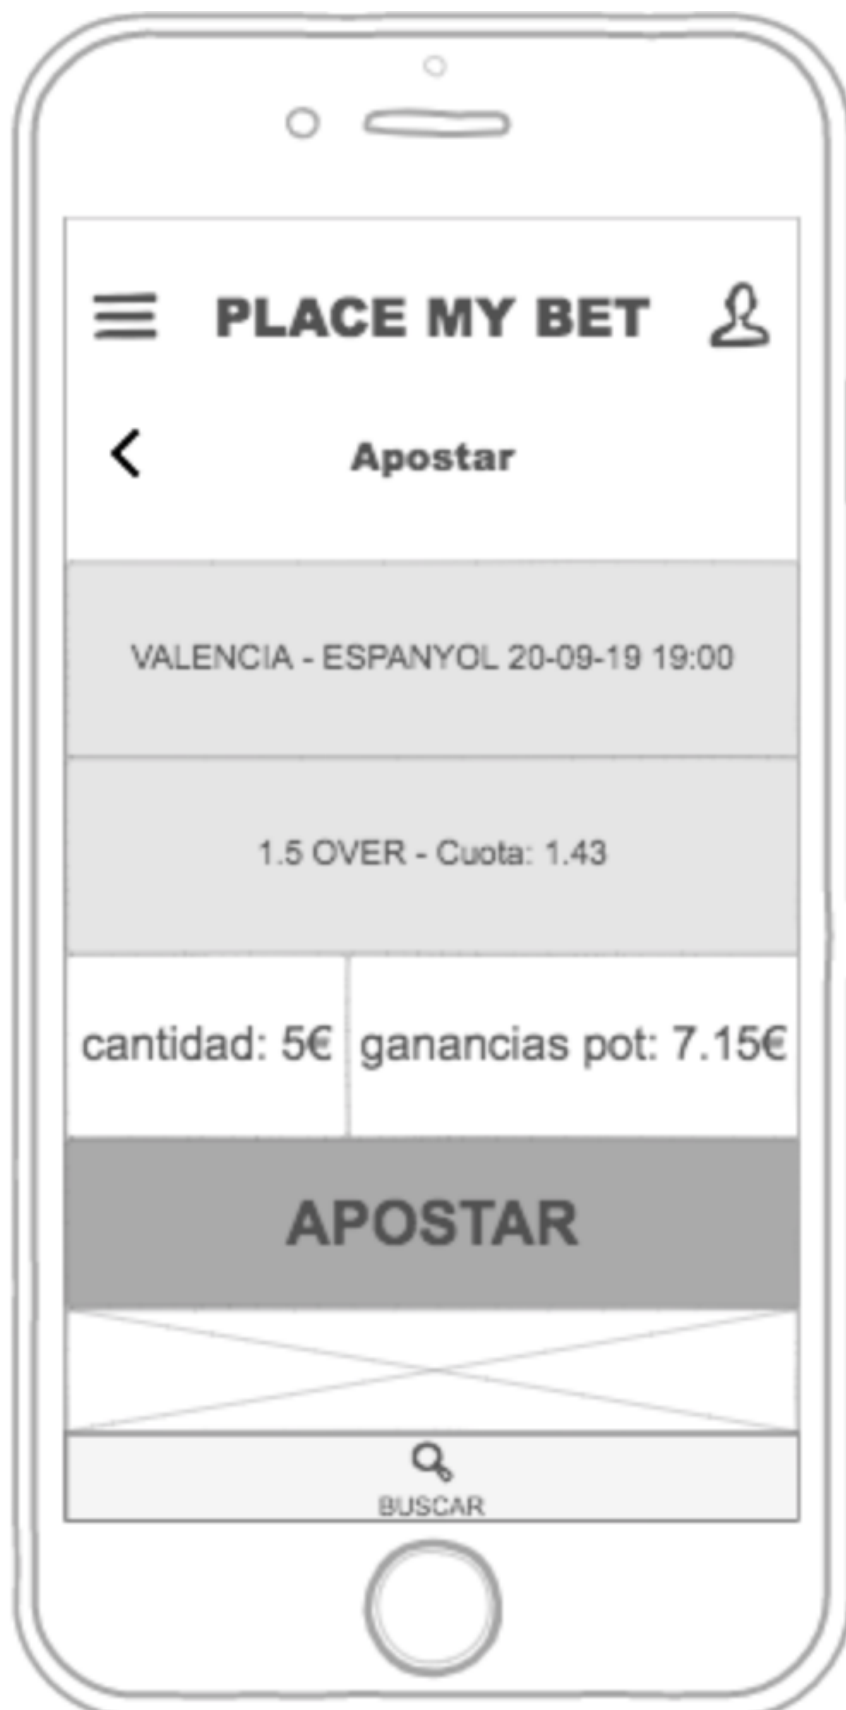 PLACE MY BET
Apostar
VALENCIA - ESPANYOL 20-09-19 19:00
1.5 OVER - Cuota: 1.43
cantidad: 5€ ganancias pot: 7.15€
APOSTAR
BUSCAR